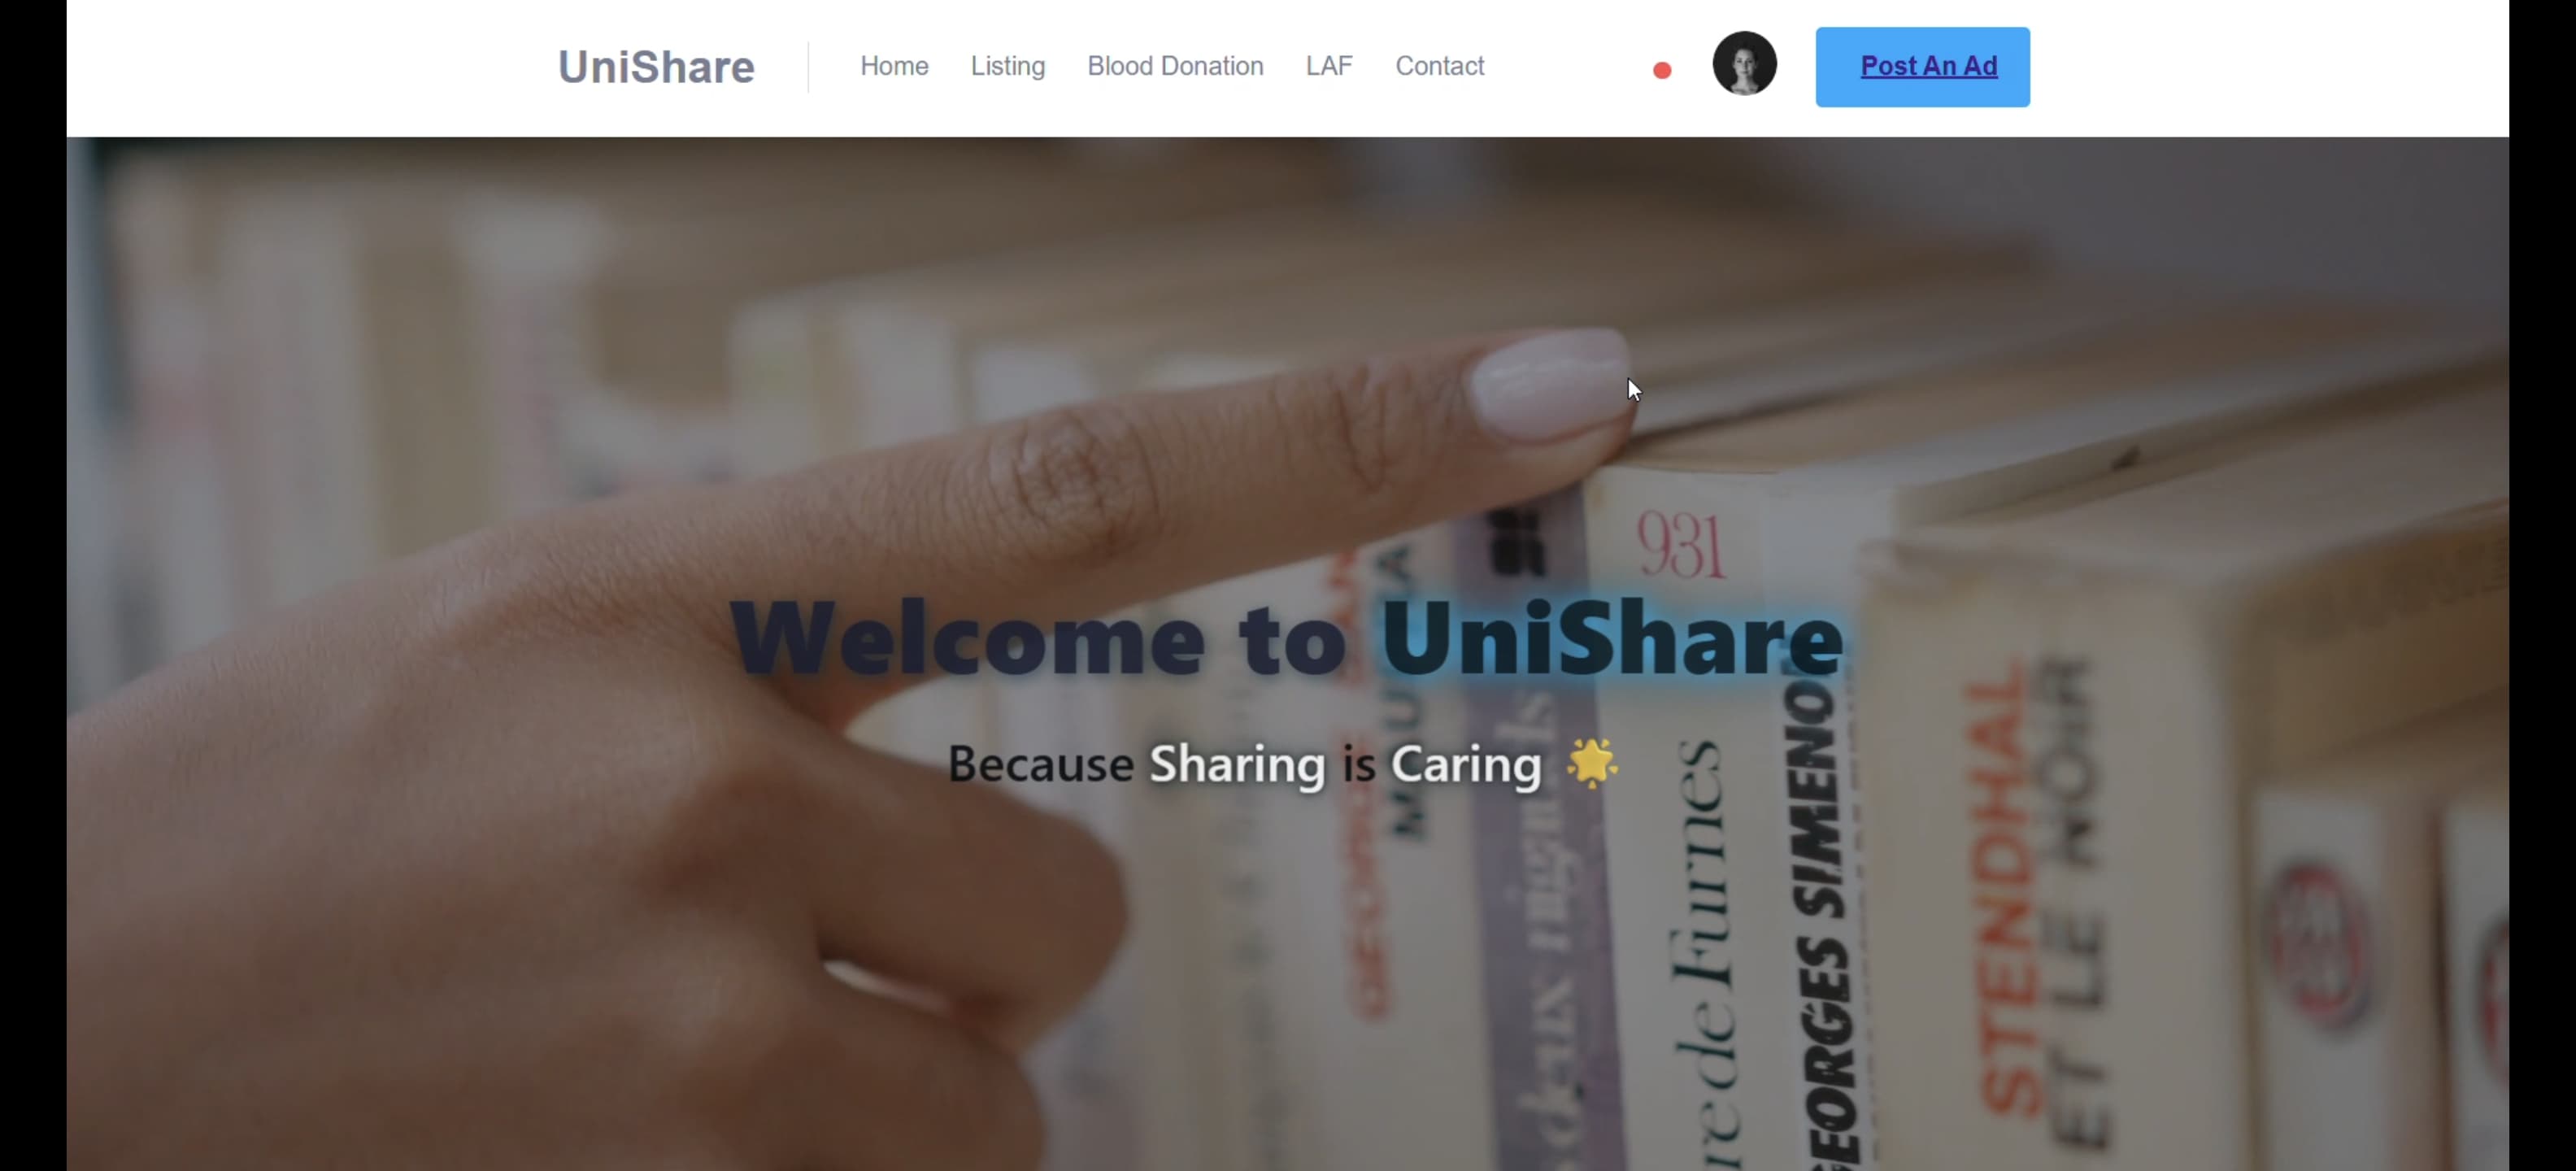 UniShare
Home
Listing
Blood Donation
LAF
Contact
Post An Ad
931
Welcome to UniShare
Because Sharing is Caring
re de Furnes
GEORGES SIMENON
STENDHAL
ET LE NOIR